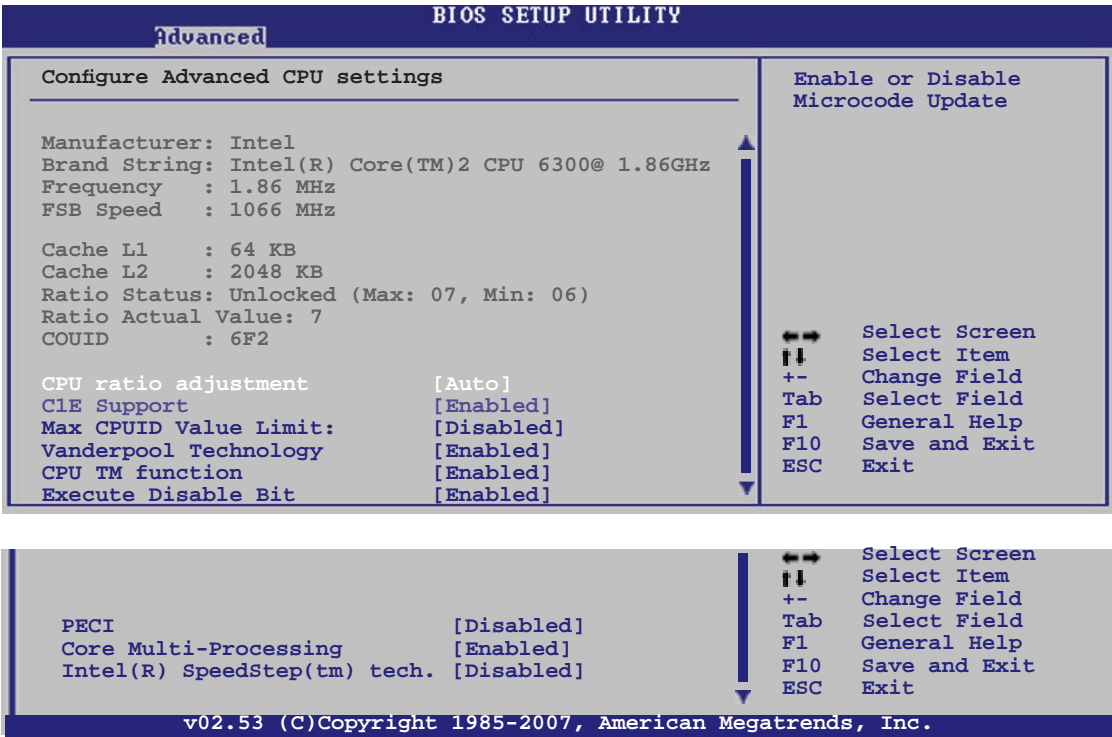 BIOS SETUP UTILITY
Advanced
Configure Advanced CPU settings
Manufacturer: Intel
Brand String: Intel(R) Core(TM)2 CPU 6300@ 1.86GHz
Frequency   : 1.86 MHz
FSB Speed   : 1066 MHz
Cache L1    : 64 KB
Cache L2    : 2048 KB
Ratio Status: Unlocked (Max: 07, Min: 06)
Ratio Actual Value: 7
COUID       : 6F2
CPU ratio adjustment [Auto]
C1E Support [Enabled]
Max CPUID Value Limit: [Disabled]
Vanderpool Technology [Enabled]
CPU TM function [Enabled]
Execute Disable Bit [Enabled]
Enable or Disable
Microcode Update
←→ Select Screen
↑↓ Select Item
+- Change Field
Tab Select Field
F1 General Help
F10 Save and Exit
ESC Exit
PECI [Disabled]
Core Multi-Processing [Enabled]
Intel(R) SpeedStep(tm) tech. [Disabled]
←→ Select Screen
↑↓ Select Item
+- Change Field
Tab Select Field
F1 General Help
F10 Save and Exit
ESC Exit
v02.53 (C)Copyright 1985-2007, American Megatrends, Inc.